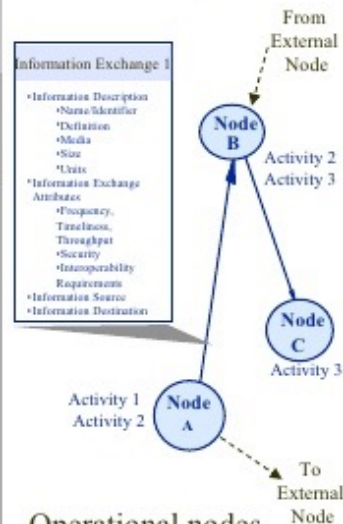 From
External
Node
Information Exchange 1
•Information Description
•Name/Identifier
•Definition
•Media
•Size
•Units
•Information Exchange
Attributes
•Frequency,
Timeliness,
Throughput
•Security
•Interoperability
Requirements
•Information Source
•Information Destination
Node
B
Activity 2
Activity 3
Node
C
Activity 3
Activity 1
Activity 2
Node
A
To
External
Node
Operational nodes